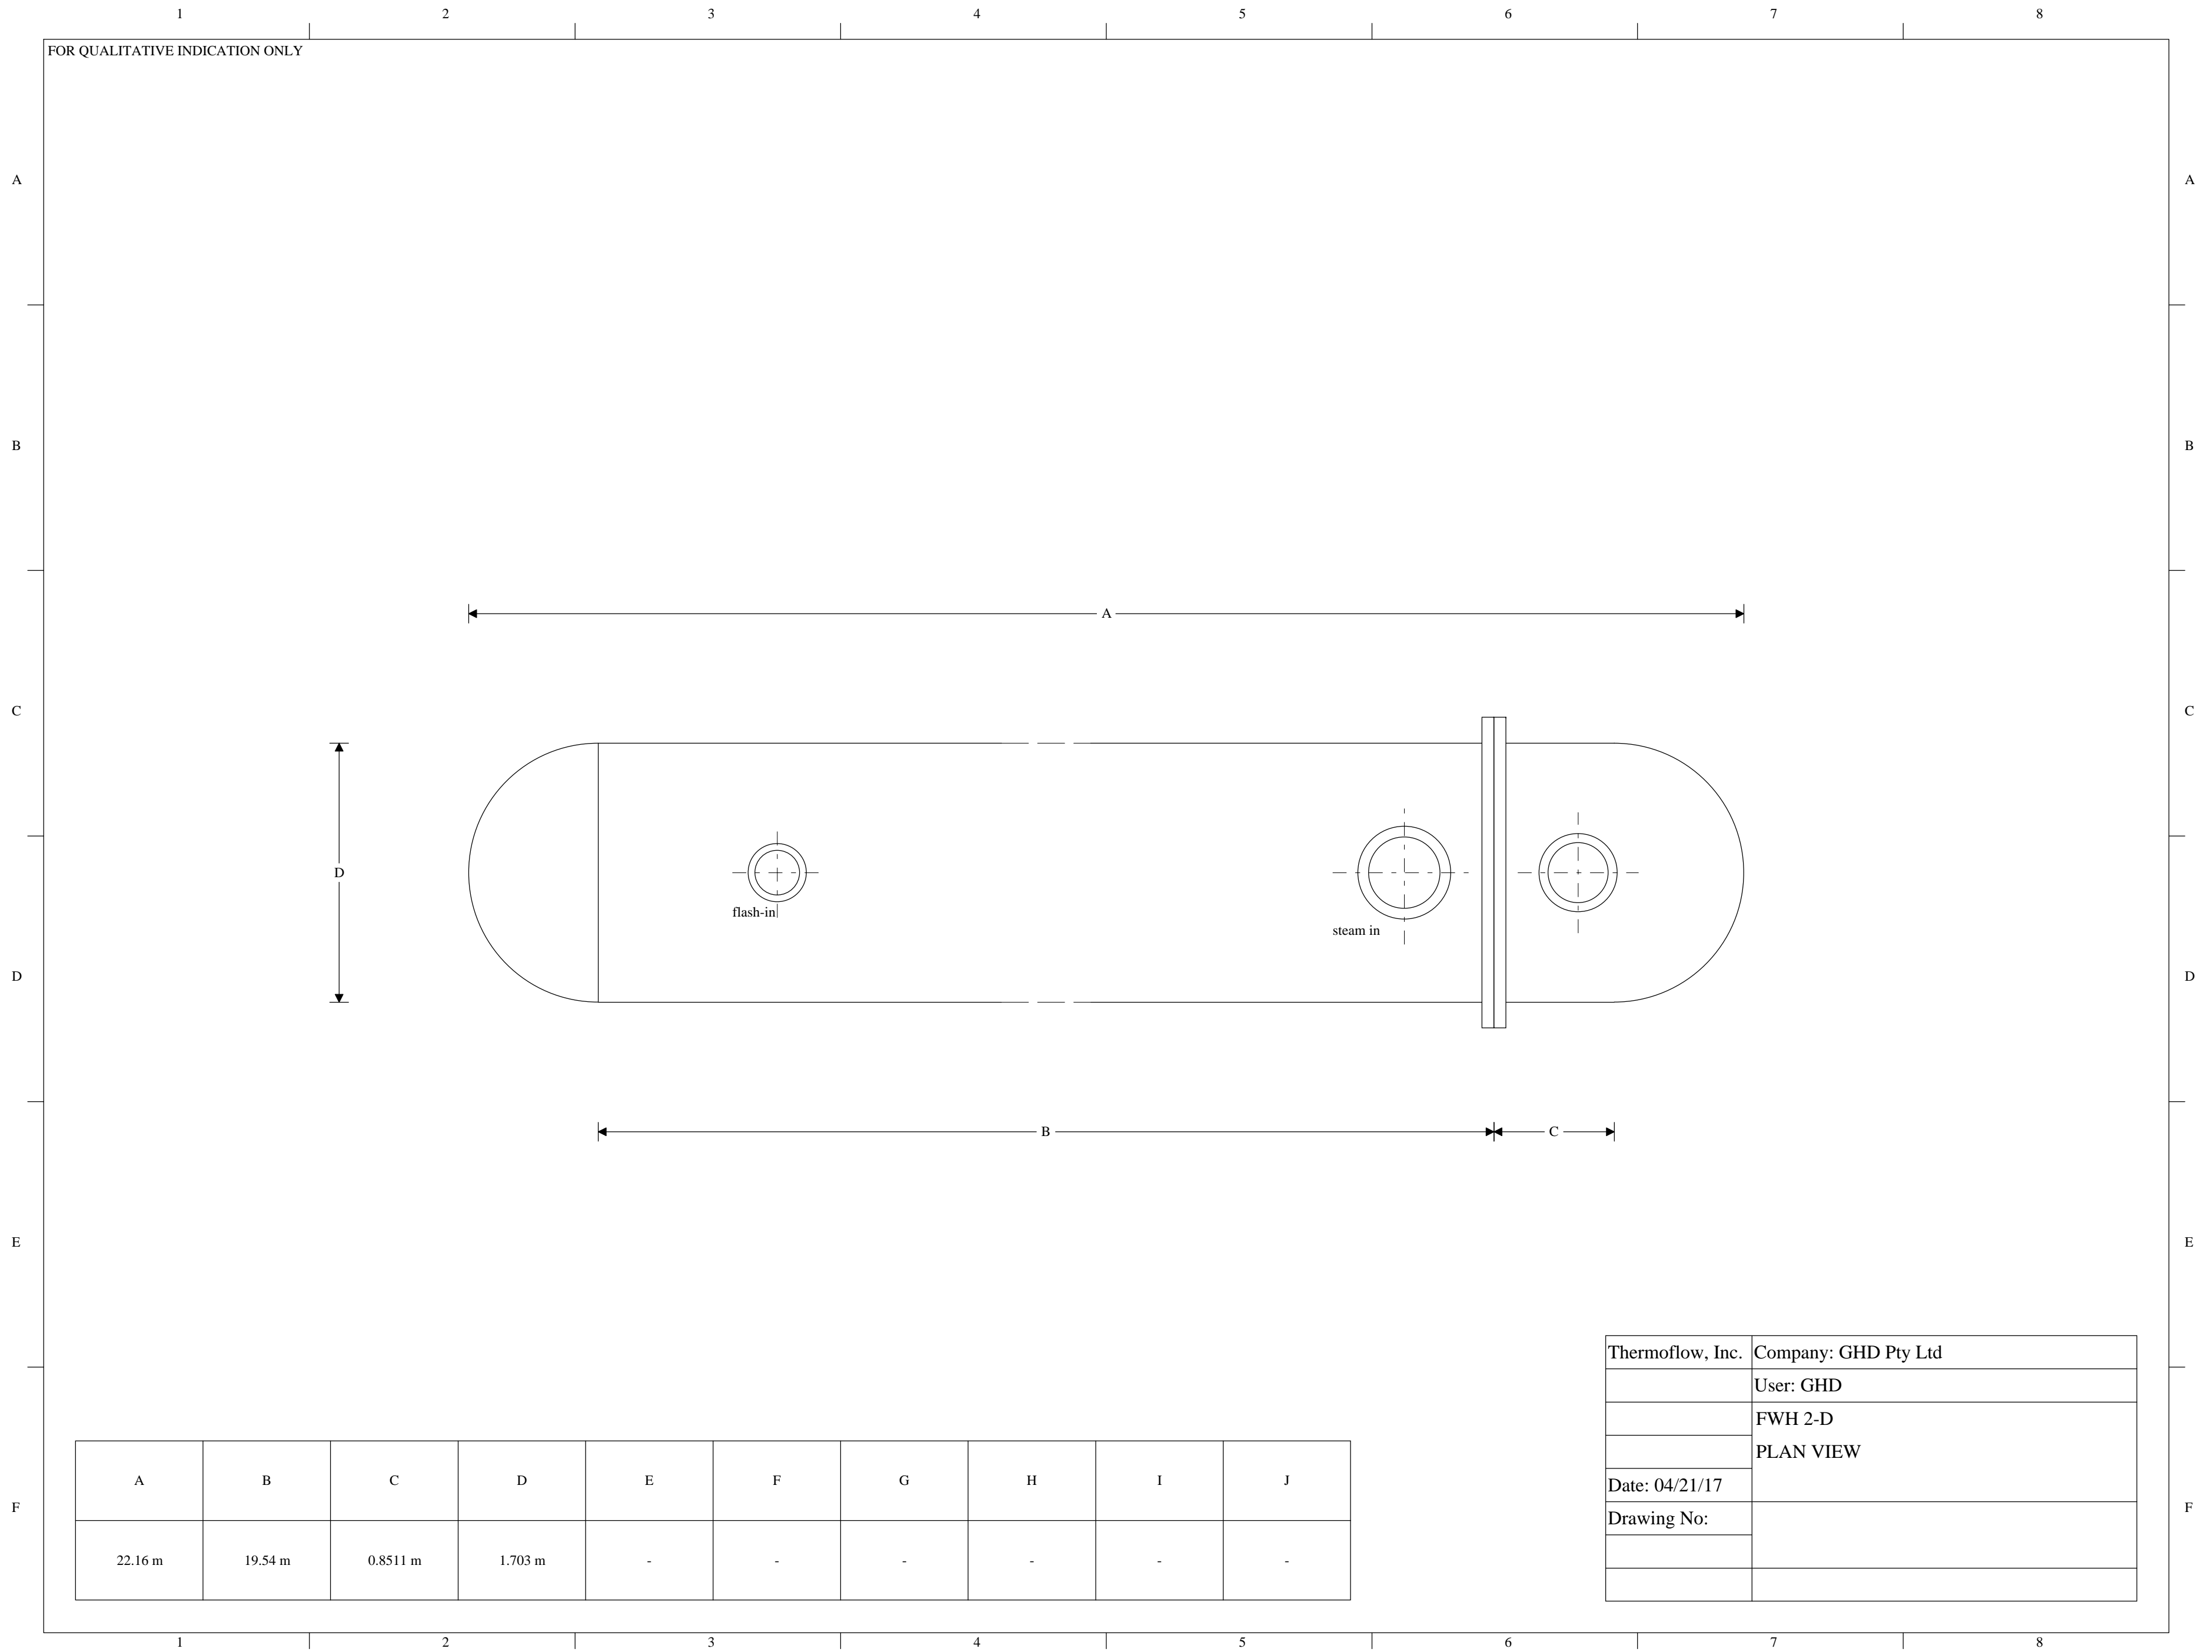 1 2 3 4 5 6 7 8
FOR QUALITATIVE INDICATION ONLY
A A
B B
A
C C
D
flash-in
steam in
D D
B C
E E
Thermoflow, Inc. Company: GHD Pty Ltd
User: GHD
FWH 2-D
PLAN VIEW
Date: 04/21/17
Drawing No:
A B C D E F G H I J
F F
22.16 m 19.54 m 0.8511 m 1.703 m - - - - - -
1 2 3 4 5 6 7 8